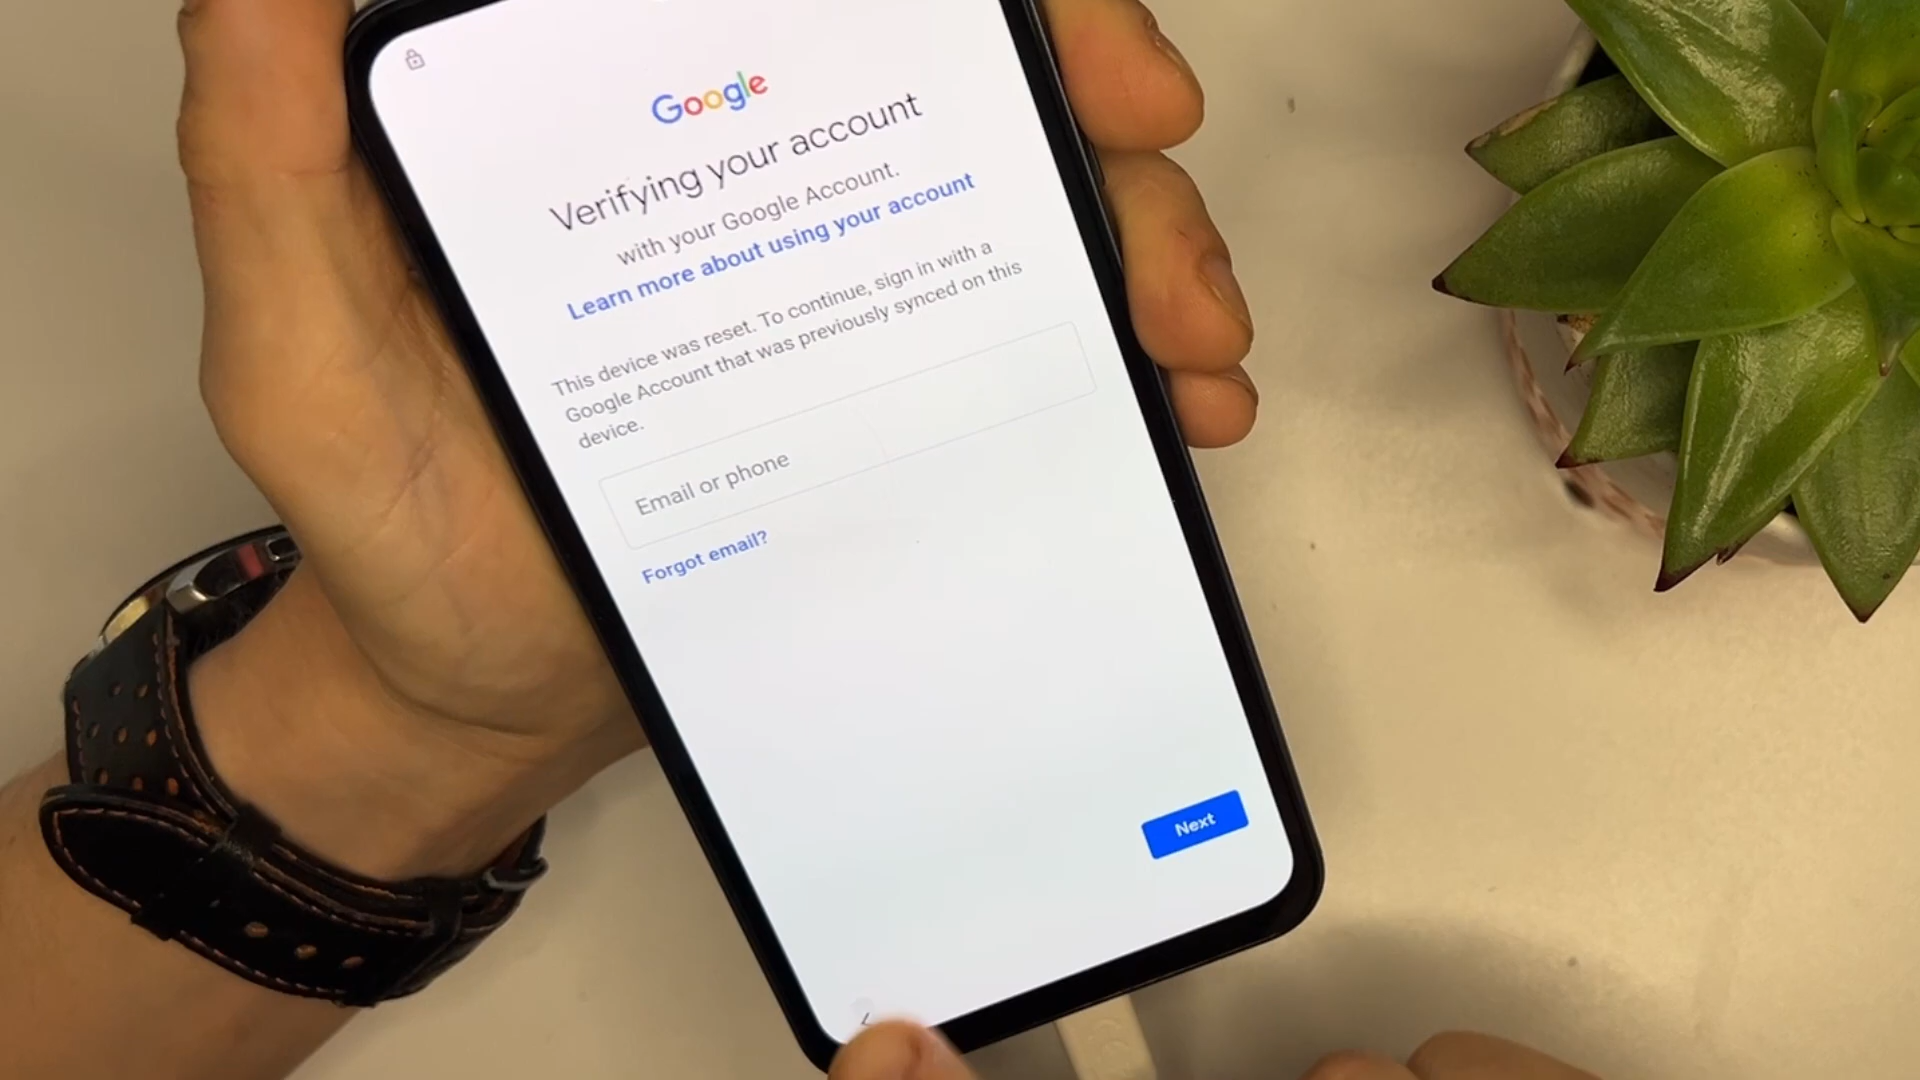 Google
Verifying your account
with your Google Account.
Learn more about using your account
This device was reset. To continue, sign in with a
Google Account that was previously synced on this
device.
Email or phone
Forgot email?
Next